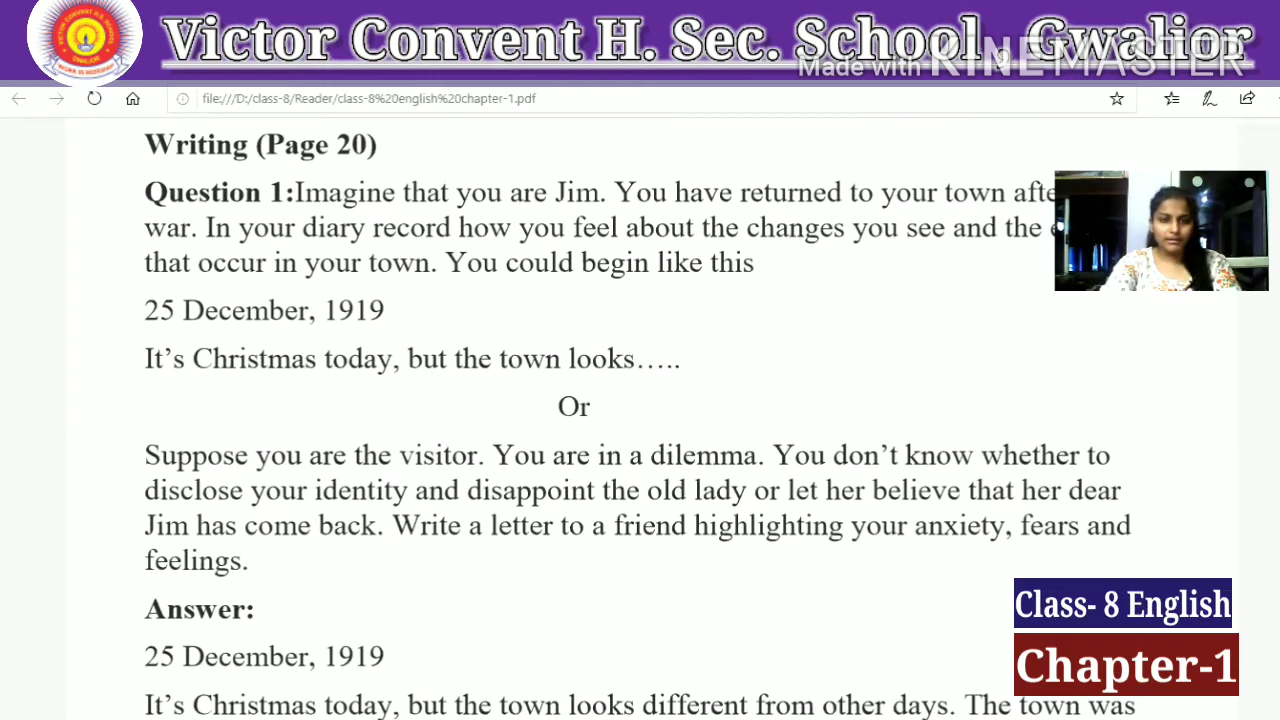 Victor Convent H. Sec. School, Gwalior
Made with KINEMASTER
file:///D:/class-8/Reader/class-8%20english%20chapter-1.pdf
Writing (Page 20)
Question 1:Imagine that you are Jim. You have returned to your town afte
war. In your diary record how you feel about the changes you see and the e
that occur in your town. You could begin like this
25 December, 1919
It’s Christmas today, but the town looks…..
Or
Suppose you are the visitor. You are in a dilemma. You don’t know whether to
disclose your identity and disappoint the old lady or let her believe that her dear
Jim has come back. Write a letter to a friend highlighting your anxiety, fears and
feelings.
Answer:
25 December, 1919
It’s Christmas today, but the town looks different from other days. The town was
Class- 8 English
Chapter-1